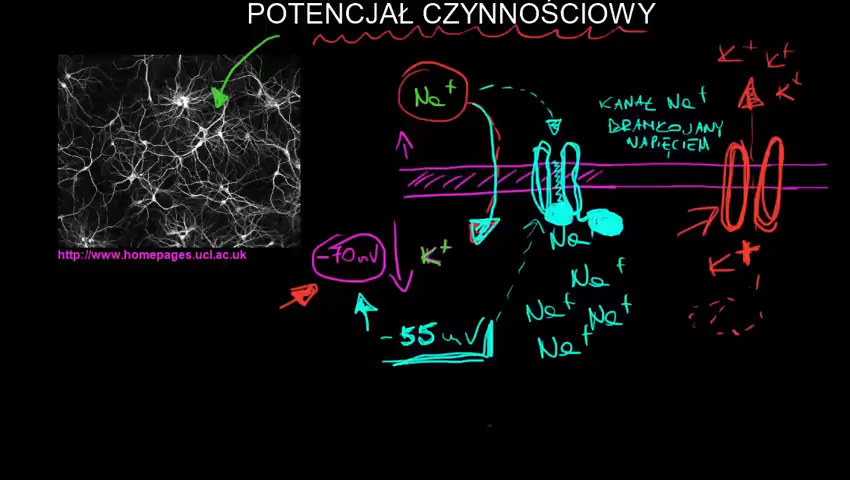 POTENCJAŁ CZYNNOŚCIOWY
K+ K+
K+
Na+
KANAŁ Na+
BRAMKOJANY
NAPIĘCIEM
http://www.homepages.ucl.ac.uk
-70mV
K+
Na
K+
Na+
Na+ Na+
-55mV
Na+